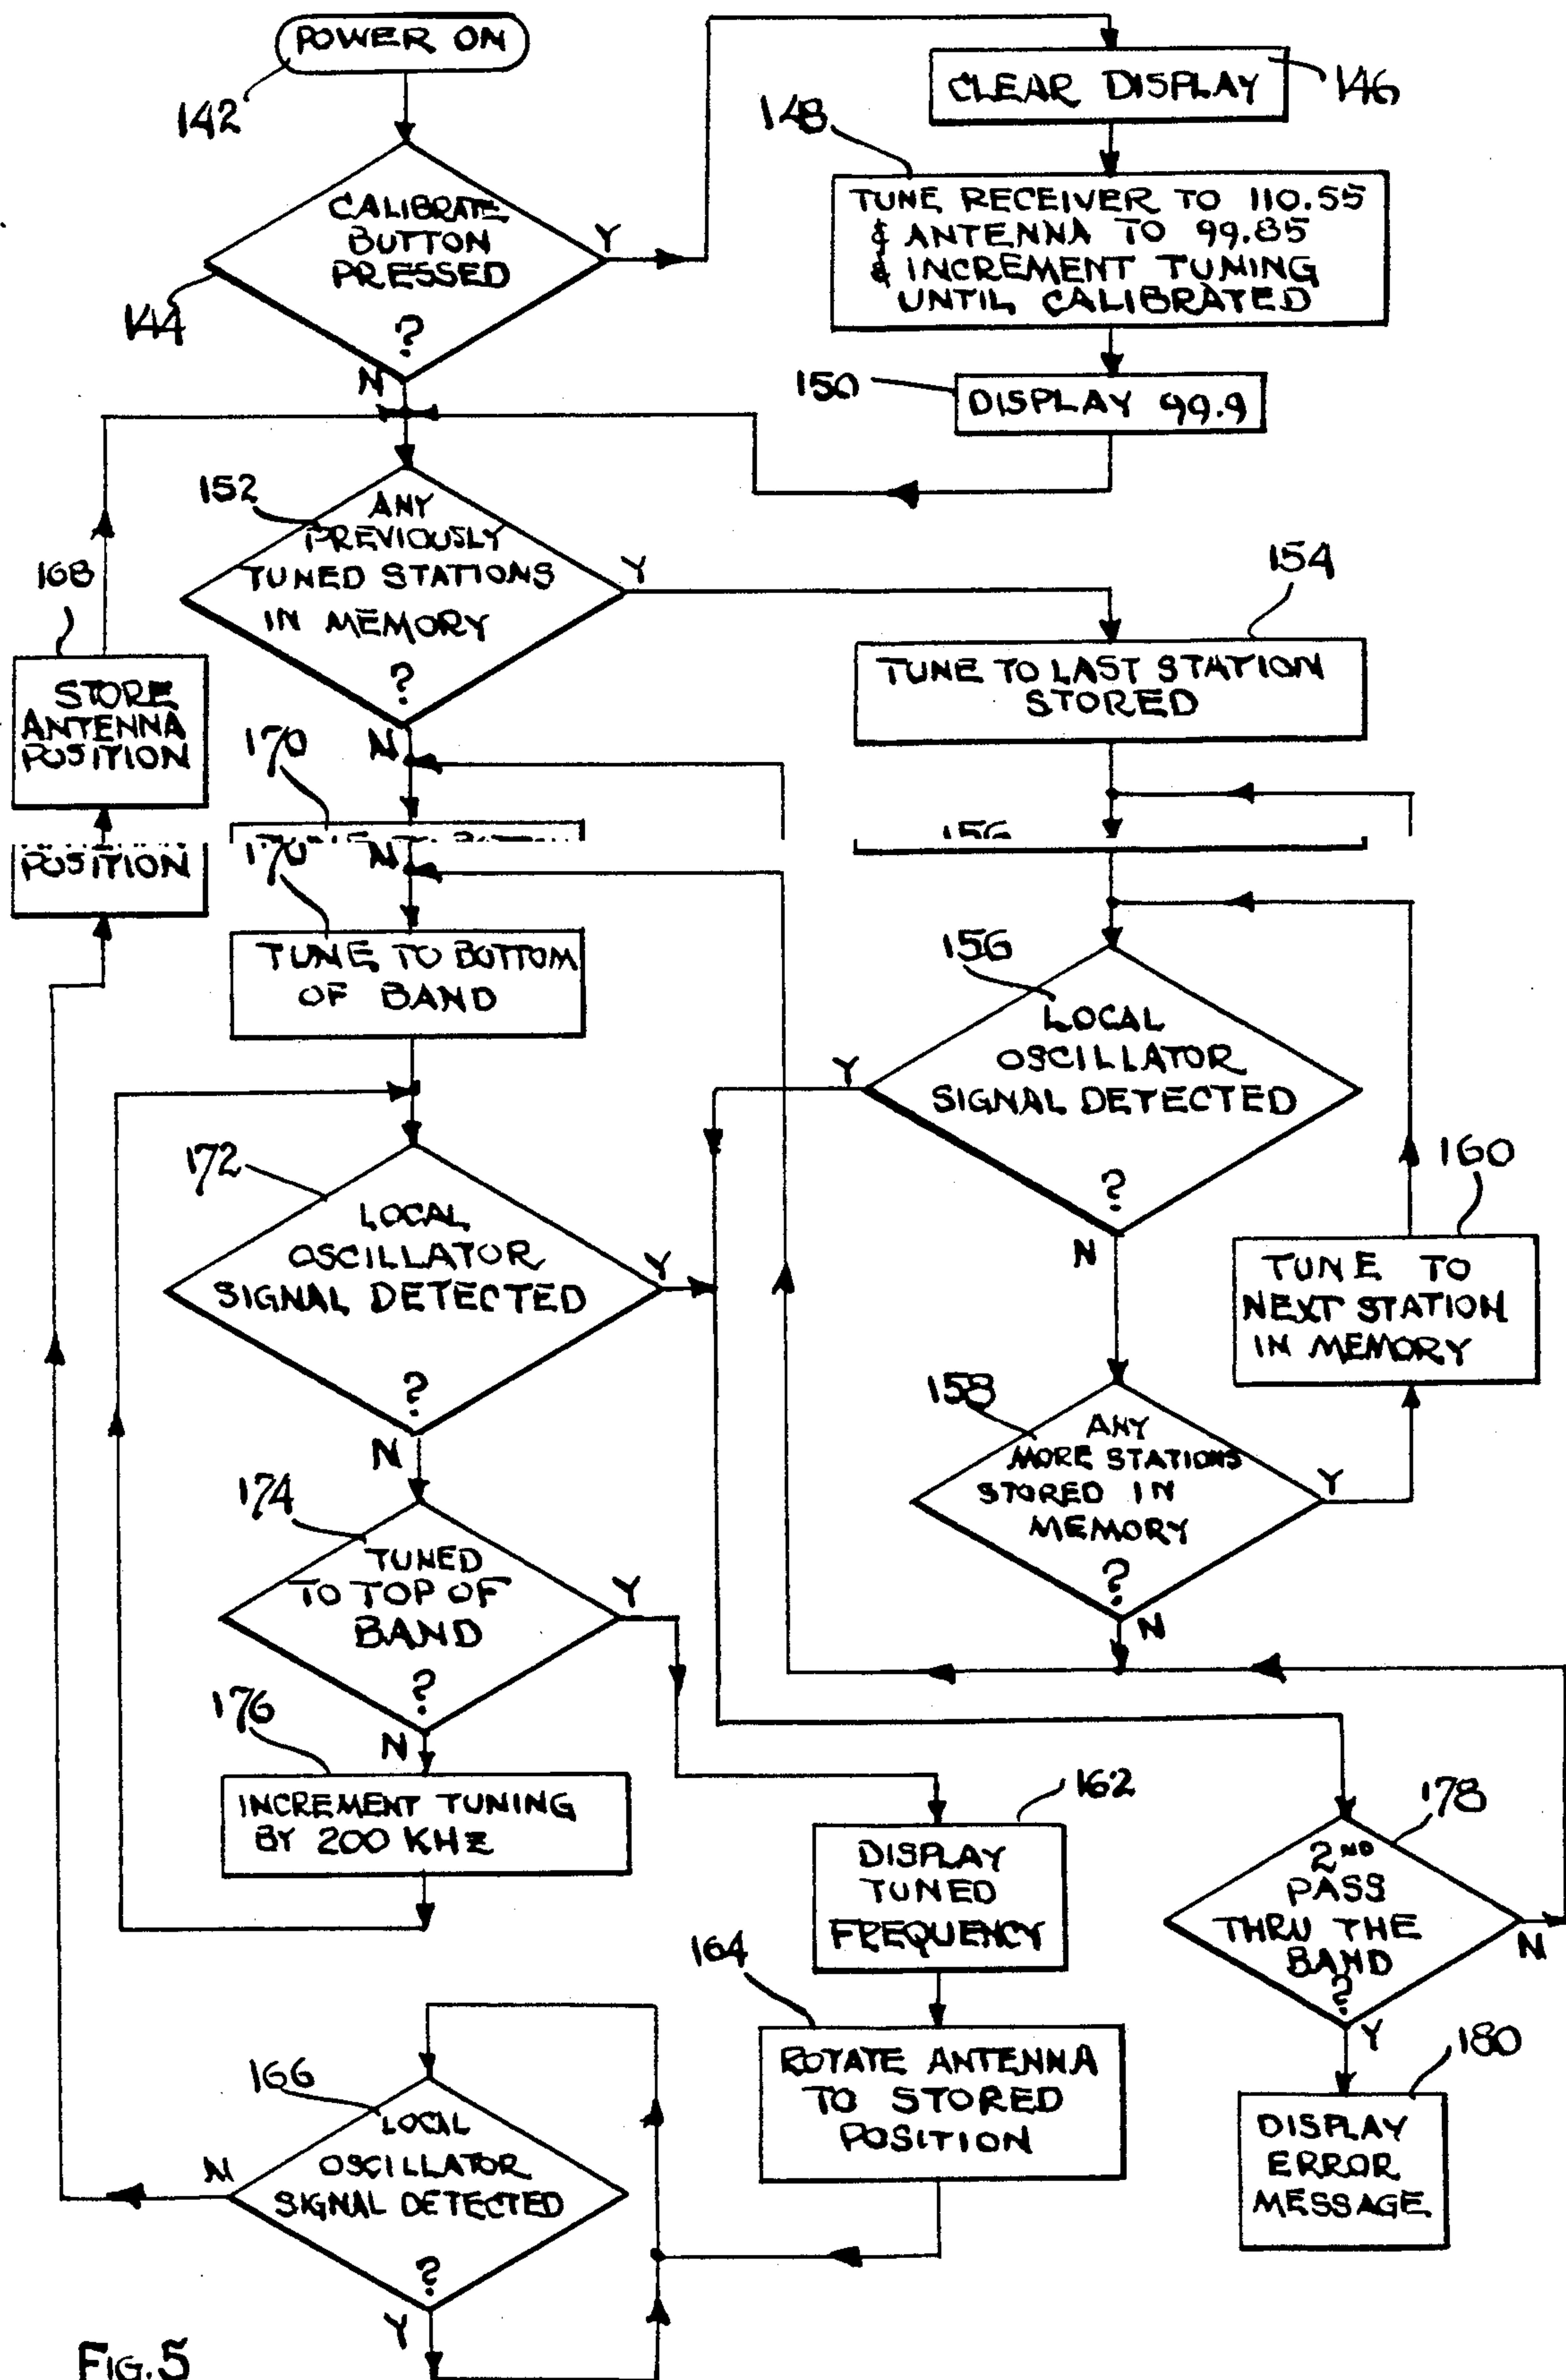 POWER ON
142
CALIBRATE
BUTTON
PRESSED
?
144
Y
N
CLEAR DISPLAY
146
148
TUNE RECEIVER TO 110.55
& ANTENNA TO 99.85
& INCREMENT TUNING
UNTIL CALIBRATED
150
DISPLAY 99.9
152
ANY
PREVIOUSLY
TUNED STATIONS
IN MEMORY
?
Y
N
154
TUNE TO LAST STATION
STORED
168
STORE
ANTENNA
POSITION
170
156
POSITION
170
N
TUNE TO BOTTOM
OF BAND
156
LOCAL
OSCILLATOR
SIGNAL DETECTED
?
Y
N
172
LOCAL
OSCILLATOR
SIGNAL DETECTED
?
Y
N
160
TUNE TO
NEXT STATION
IN MEMORY
158
ANY
MORE STATIONS
STORED IN
MEMORY
?
Y
N
174
TUNED
TO TOP OF
BAND
?
Y
N
176
INCREMENT TUNING
BY 200 KHZ
162
DISPLAY
TUNED
FREQUENCY
178
2ND
PASS
THRU THE
BAND
?
N
Y
164
ROTATE ANTENNA
TO STORED
POSITION
180
DISPLAY
ERROR
MESSAGE
166
LOCAL
OSCILLATOR
SIGNAL DETECTED
?
N
Y
FIG. 5